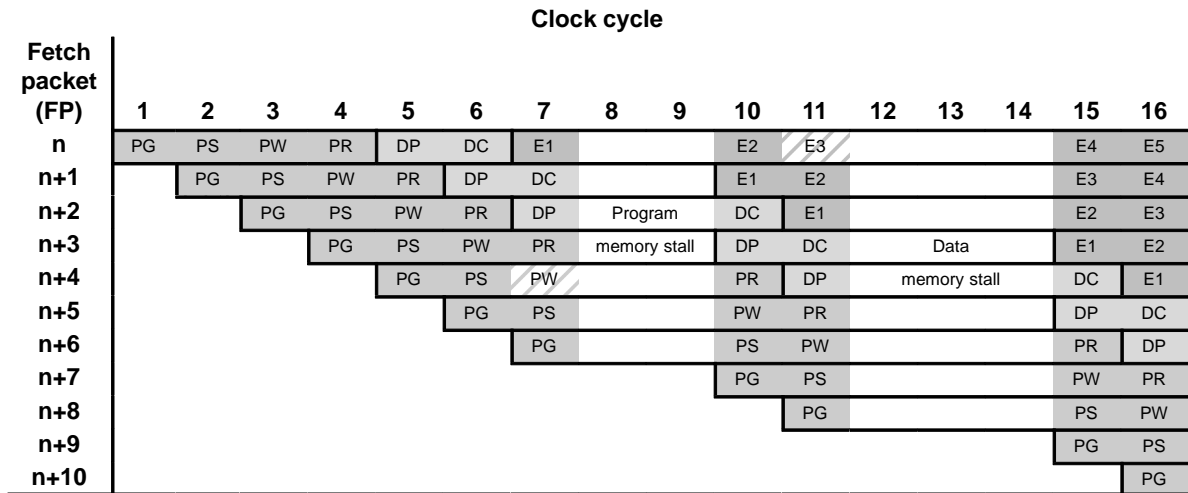 Clock cycle
Fetch
packet
(FP) 1 2 3 4 5 6 7 8 9 10 11 12 13 14 15 16
n PG PS PW PR DP DC E1 E2 E3 E4 E5
n+1 PG PS PW PR DP DC E1 E2 E3 E4
n+2 PG PS PW PR DP Program DC E1 E2 E3
n+3 PG PS PW PR memory stall DP DC Data E1 E2
n+4 PG PS PW PR DP memory stall DC E1
n+5 PG PS PW PR DP DC
n+6 PG PS PW PR DP
n+7 PG PS PW PR
n+8 PG PS PW
n+9 PG PS
n+10 PG